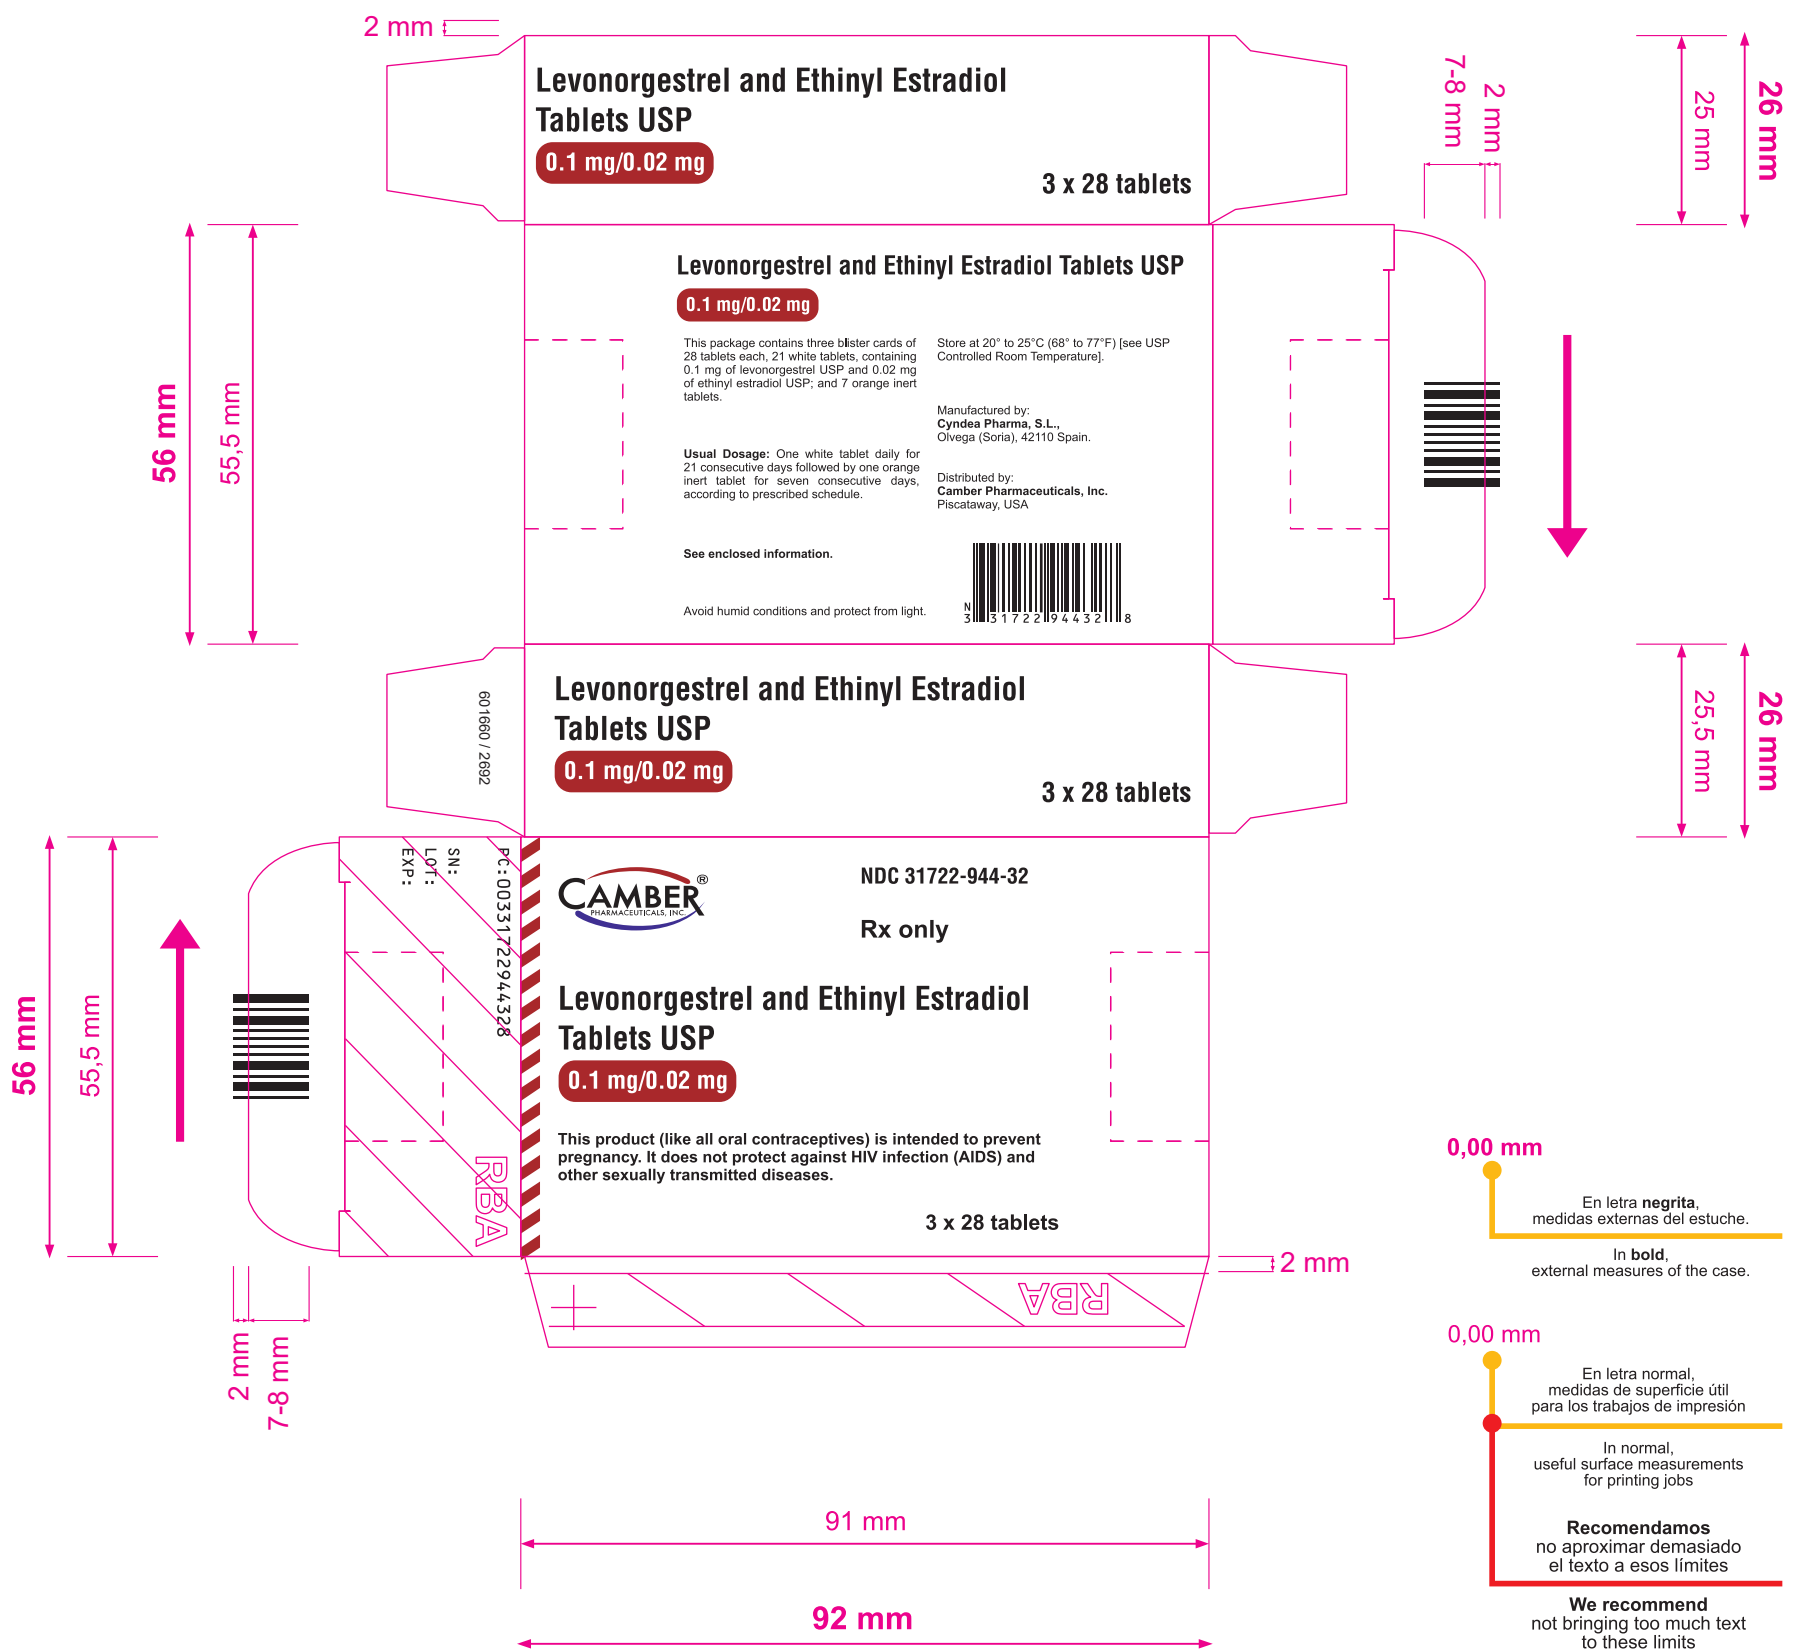 2 mm
Levonorgestrel and Ethinyl Estradiol
Tablets USP
0.1 mg/0.02 mg
3 x 28 tablets
7-8 mm
2 mm
25 mm
26 mm
56 mm
55,5 mm
Levonorgestrel and Ethinyl Estradiol Tablets USP
0.1 mg/0.02 mg
This package contains three blister cards of
28 tablets each, 21 white tablets, containing
0.1 mg of levonorgestrel USP and 0.02 mg
of ethinyl estradiol USP; and 7 orange inert
tablets.
Usual Dosage: One white tablet daily for
21 consecutive days followed by one orange
inert tablet for seven consecutive days,
according to prescribed schedule.
See enclosed information.
Avoid humid conditions and protect from light.
Store at 20° to 25°C (68° to 77°F) [see USP
Controlled Room Temperature].
Manufactured by:
Cyndea Pharma, S.L.,
Olvega (Soria), 42110 Spain.
Distributed by:
Camber Pharmaceuticals, Inc.
Piscataway, USA
N
3 31722 94432 8
601660 / 2692
Levonorgestrel and Ethinyl Estradiol
Tablets USP
0.1 mg/0.02 mg
3 x 28 tablets
25,5 mm
26 mm
56 mm
55,5 mm
PC:00331722944328
SN:
LOT:
EXP:
RBA
CAMBER®
PHARMACEUTICALS, INC.
NDC 31722-944-32
Rx only
Levonorgestrel and Ethinyl Estradiol
Tablets USP
0.1 mg/0.02 mg
This product (like all oral contraceptives) is intended to prevent
pregnancy. It does not protect against HIV infection (AIDS) and
other sexually transmitted diseases.
3 x 28 tablets
2 mm
RBA
2 mm
7-8 mm
91 mm
92 mm
0,00 mm
En letra negrita,
medidas externas del estuche.
In bold,
external measures of the case.
0,00 mm
En letra normal,
medidas de superficie útil
para los trabajos de impresión
In normal,
useful surface measurements
for printing jobs
Recomendamos
no aproximar demasiado
el texto a esos límites
We recommend
not bringing too much text
to these limits